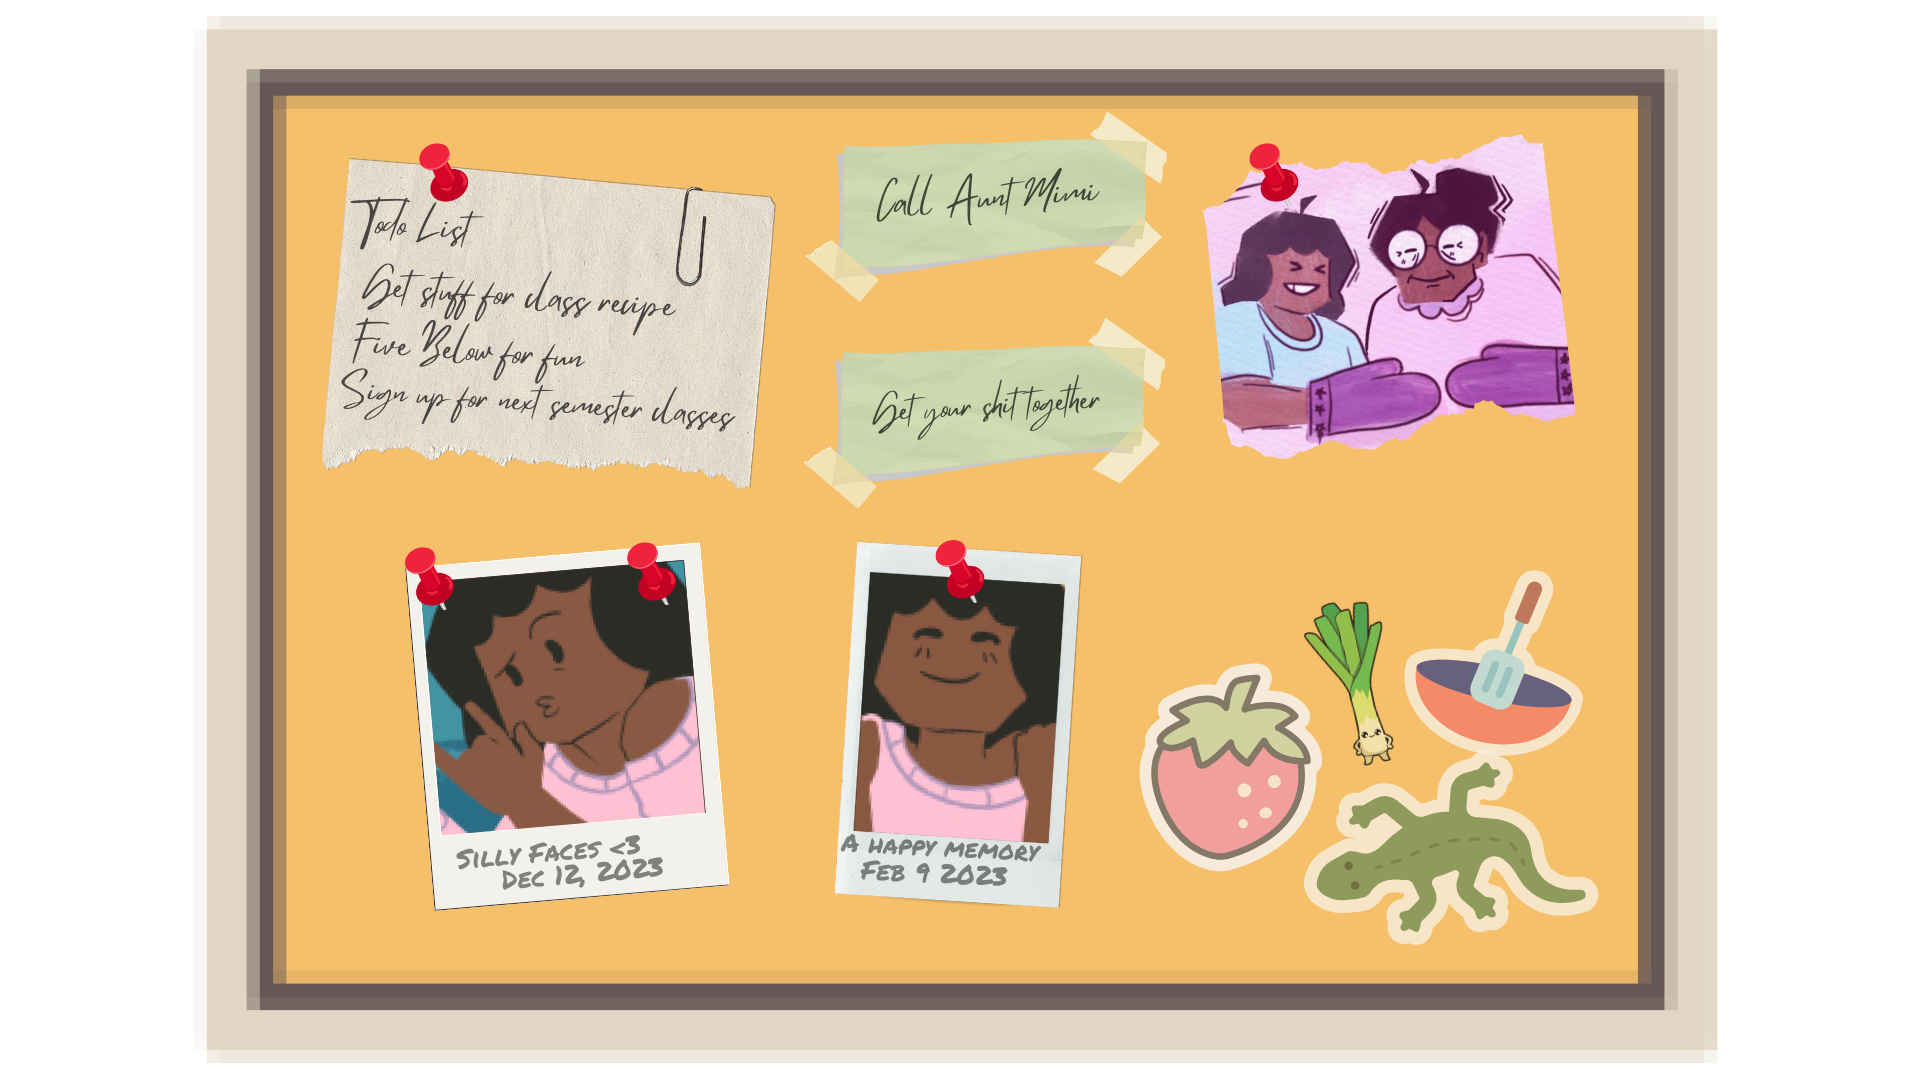 Todo List
Get stuff for class recipe
Five Below for fun
Sign up for next semester classes
Call Aunt Mimi
Get your shit together
Silly Faces <3
Dec 12, 2023
A happy memory
Feb 9 2023